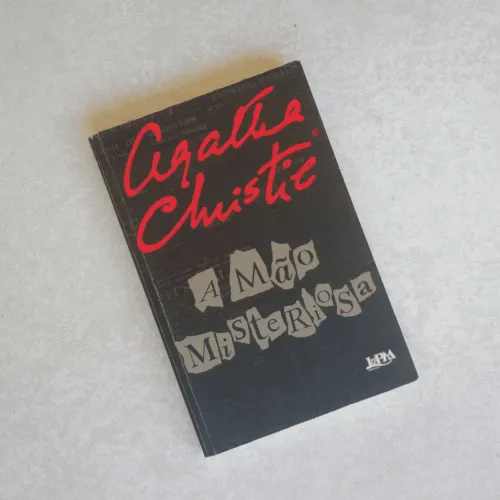 Agatha
Christie®
A Mão
MisteRiosa
L&PM